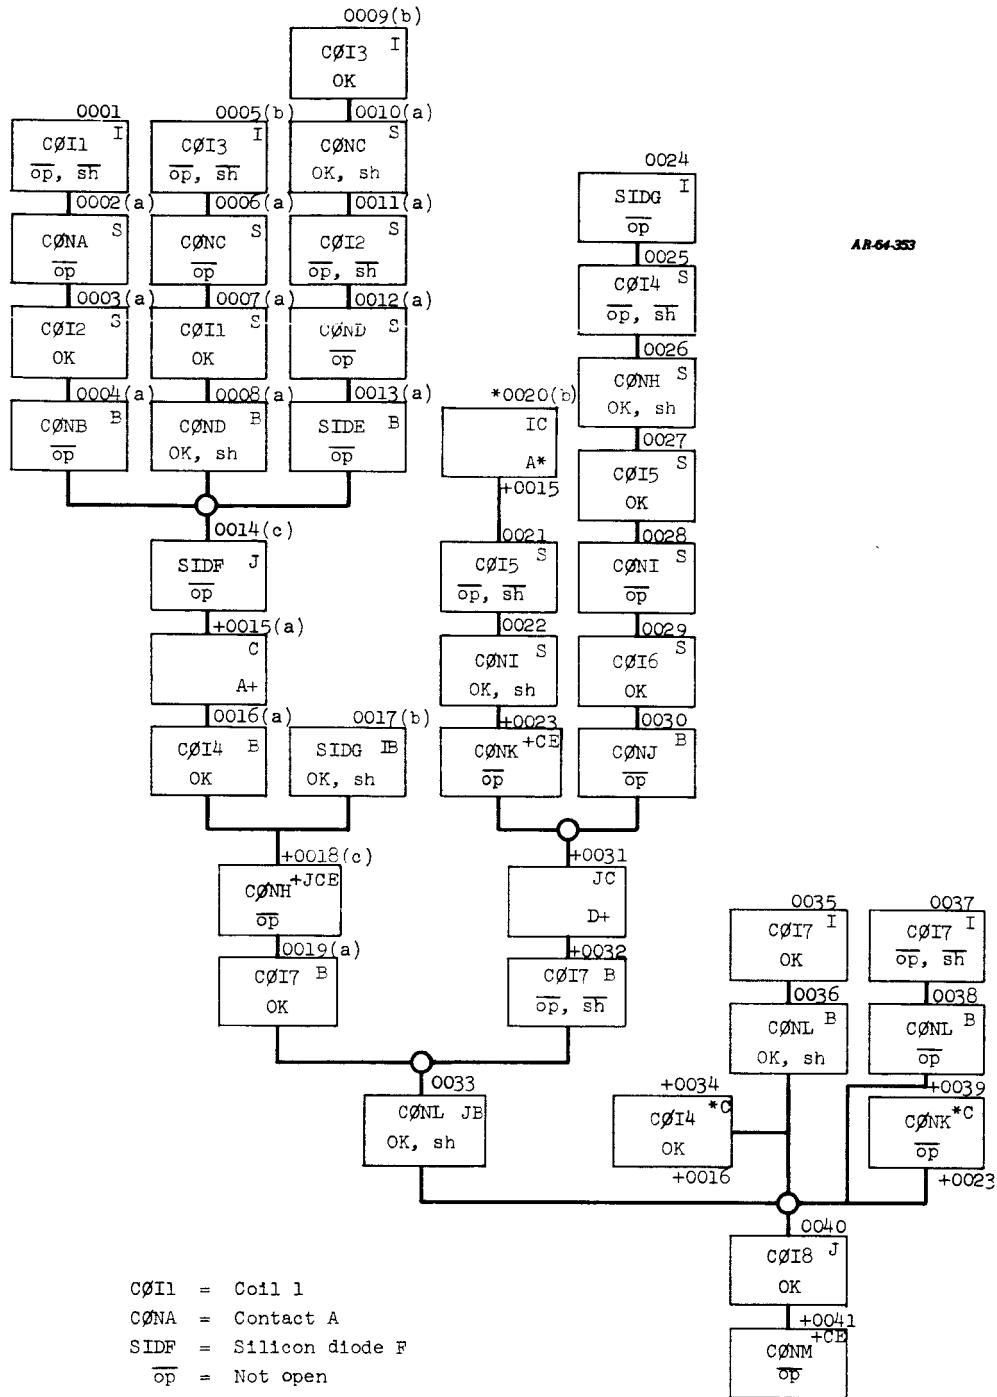 0009(b)
CØI3 I
OK
0001
CØI1 I
op, sh
0005(b)
CØI3 I
op, sh
0010(a)
CØNC S
OK, sh
0024
SIDG I
op
AR-64-353
0002(a)
CØNA S
op
0006(a)
CØNC S
op
0011(a)
CØI2 S
op, sh
0025
CØI4 S
op, sh
0003(a)
CØI2 S
OK
0007(a)
CØI1 S
OK
0012(a)
CØND S
op
0026
CØNH S
OK, sh
0004(a)
CØNB B
op
0008(a)
CØND B
OK, sh
0013(a)
SIDE B
op
*0020(b)
IC
A*
+0015
0027
CØI5 S
OK
0014(c)
SIDF J
op
0021
CØI5 S
op, sh
0028
CØNI S
op
+0015(a)
C
A+
0022
CØNI S
OK, sh
0029
CØI6 S
OK
0016(a)
CØI4 B
OK
0017(b)
SIDG IB
OK, sh
+0023
CØNK +CE
op
0030
CØNJ B
op
+0018(c)
CØNH +JCE
op
+0031
JC
D+
0019(a)
CØI7 B
OK
+0032
CØI7 B
op, sh
0035
CØI7 I
OK
0037
CØI7 I
op, sh
0036
CØNL B
OK, sh
0038
CØNL B
op
0033
CØNL JB
OK, sh
+0034
CØI4 *C
OK
+0016
+0039
CØNK *C
op
+0023
0040
CØI8 J
OK
+0041
CØNM +CE
op
CØI1 = Coil 1
CØNA = Contact A
SIDF = Silicon diode F
op = Not open